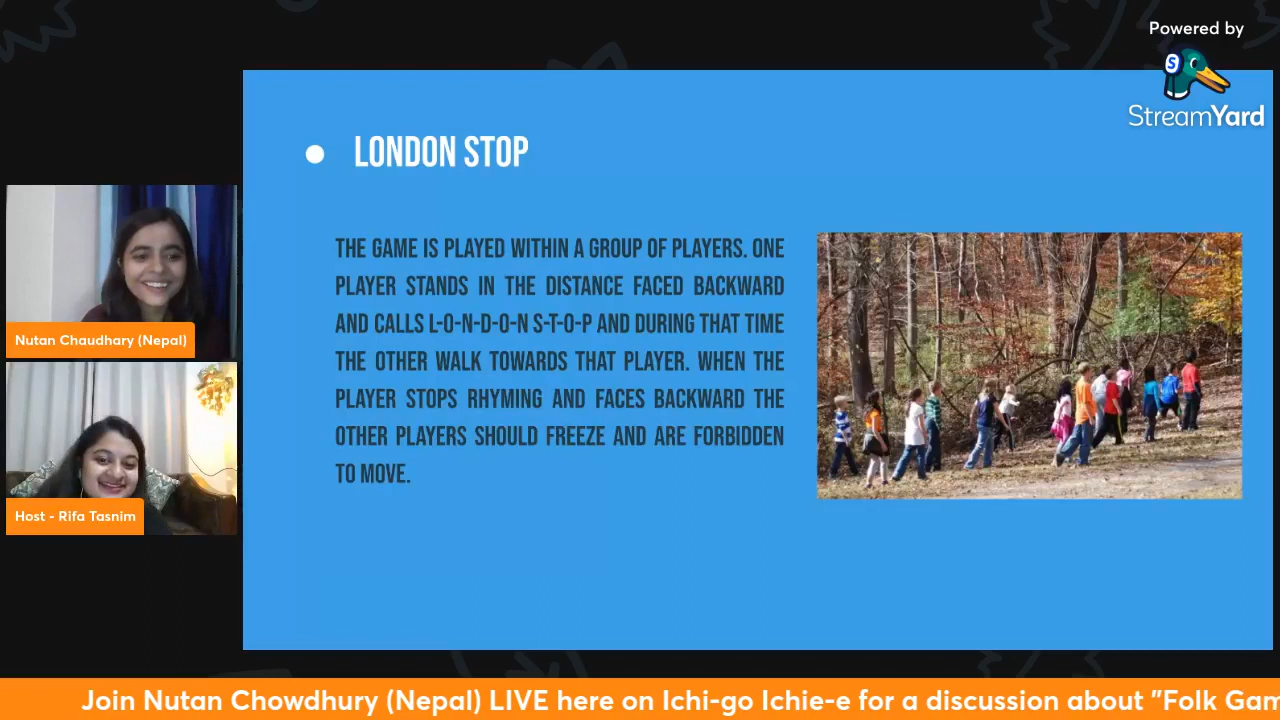 Powered by
StreamYard
LONDON STOP
THE GAME IS PLAYED WITHIN A GROUP OF PLAYERS. ONE
PLAYER STANDS IN THE DISTANCE FACED BACKWARD
AND CALLS L-O-N-D-O-N S-T-O-P AND DURING THAT TIME
THE OTHER WALK TOWARDS THAT PLAYER. WHEN THE
PLAYER STOPS RHYMING AND FACES BACKWARD THE
OTHER PLAYERS SHOULD FREEZE AND ARE FORBIDDEN
TO MOVE.
Nutan Chaudhary (Nepal)
Host - Rifa Tasnim
Join Nutan Chowdhury (Nepal) LIVE here on Ichi-go Ichie-e for a discussion about "Folk Gam